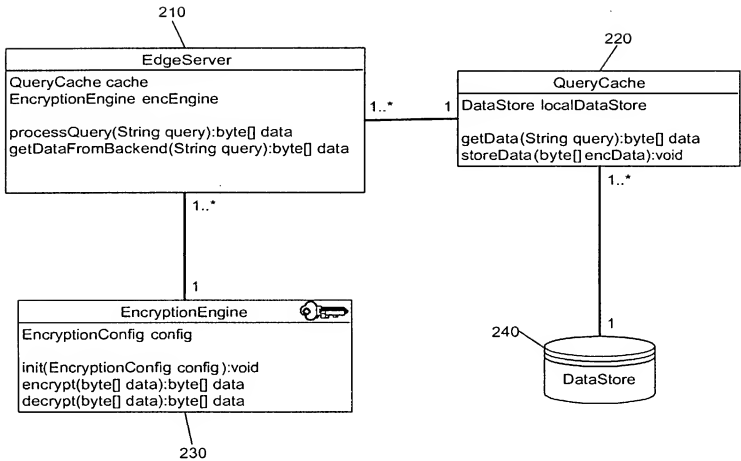 210
EdgeServer
QueryCache cache
EncryptionEngine encEngine
processQuery(String query):byte[] data
getDataFromBackend(String query):byte[] data
1..*
1
220
QueryCache
DataStore localDataStore
getData(String query):byte[] data
storeData(byte[] encData):void
1..*
1
EncryptionEngine
EncryptionConfig config
init(EncryptionConfig config):void
encrypt(byte[] data):byte[] data
decrypt(byte[] data):byte[] data
230
1..*
1
240
DataStore